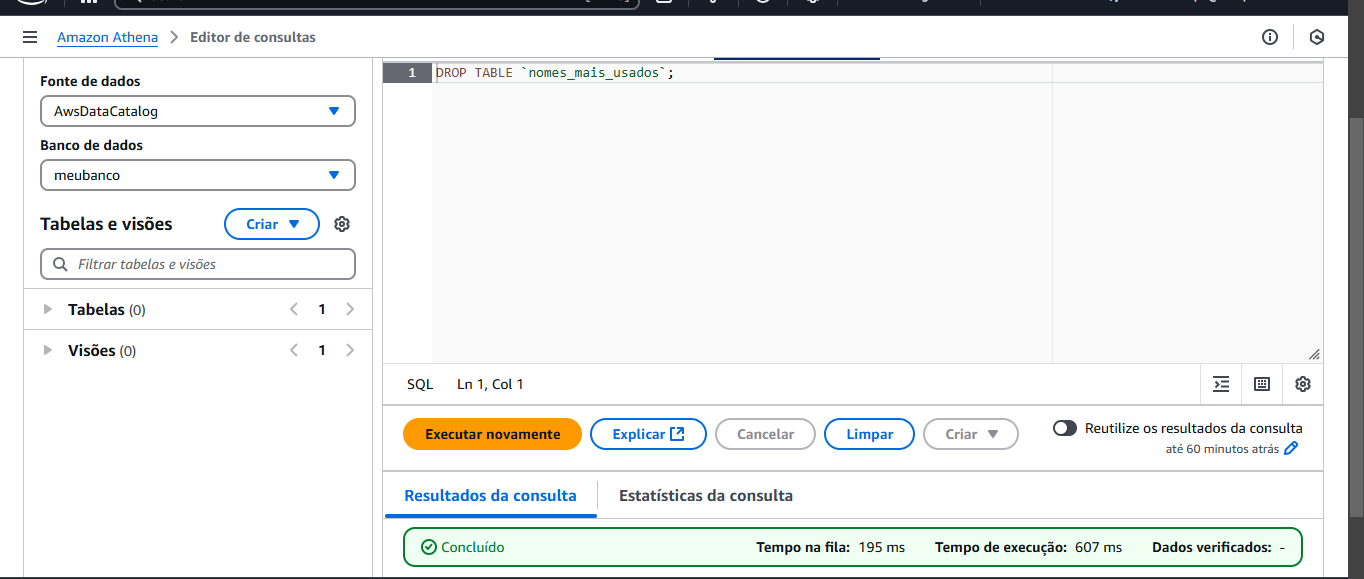 Amazon Athena
Editor de consultas
Fonte de dados
AwsDataCatalog
Banco de dados
meubanco
Tabelas e visões
Criar
Filtrar tabelas e visões
Tabelas (0)
1
Visões (0)
1
1 DROP TABLE `nomes_mais_usados`;
SQL Ln 1, Col 1
Executar novamente
Explicar
Cancelar
Limpar
Criar
Reutilize os resultados da consulta
até 60 minutos atrás
Resultados da consulta
Estatísticas da consulta
Concluído
Tempo na fila: 195 ms
Tempo de execução: 607 ms
Dados verificados: -